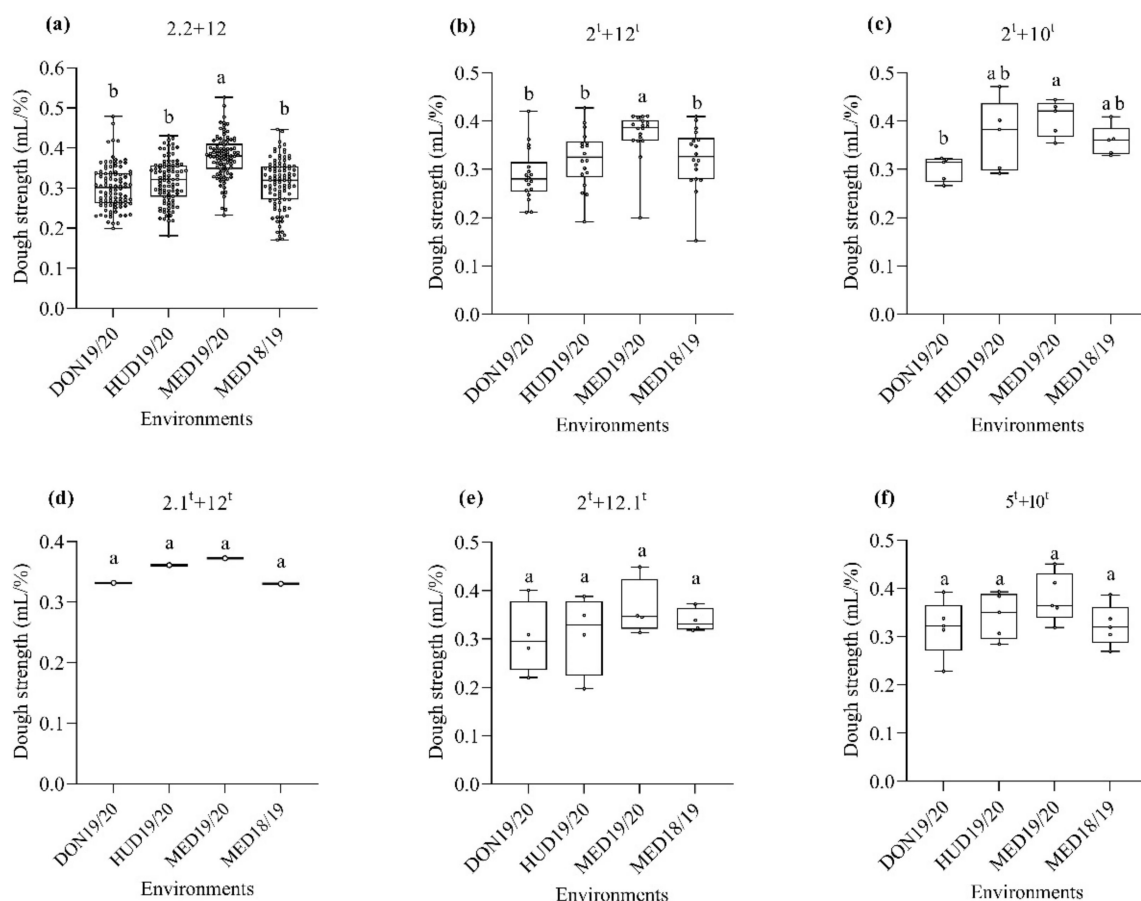 (a)
2.2+12
Dough strength (mL/%)
0.6
0.5
0.4
0.3
0.2
0.1
0.0
b
b
a
b
DON19/20
HUD19/20
MED19/20
MED18/19
Environments
(b)
2ᵗ+12ᵗ
Dough strength (mL/%)
0.5
0.4
0.3
0.2
0.1
0.0
b
b
a
b
DON19/20
HUD19/20
MED19/20
MED18/19
Environments
(c)
2ᵗ+10ᵗ
Dough strength (mL/%)
0.5
0.4
0.3
0.2
0.1
0.0
b
a b
a
a b
DON19/20
HUD19/20
MED19/20
MED18/19
Environments
(d)
2.1ᵗ+12ᵗ
Dough strength (mL/%)
0.4
0.3
0.2
0.1
0.0
a
a
a
a
DON19/20
HUD19/20
MED19/20
MED18/19
Environments
(e)
2ᵗ+12.1ᵗ
Dough strength (mL/%)
0.5
0.4
0.3
0.2
0.1
0.0
a
a
a
a
DON19/20
HUD19/20
MED19/20
MED18/19
Environments
(f)
5ᵗ+10ᵗ
Dough strength (mL/%)
0.5
0.4
0.3
0.2
0.1
0.0
a
a
a
a
DON19/20
HUD19/20
MED19/20
MED18/19
Environments